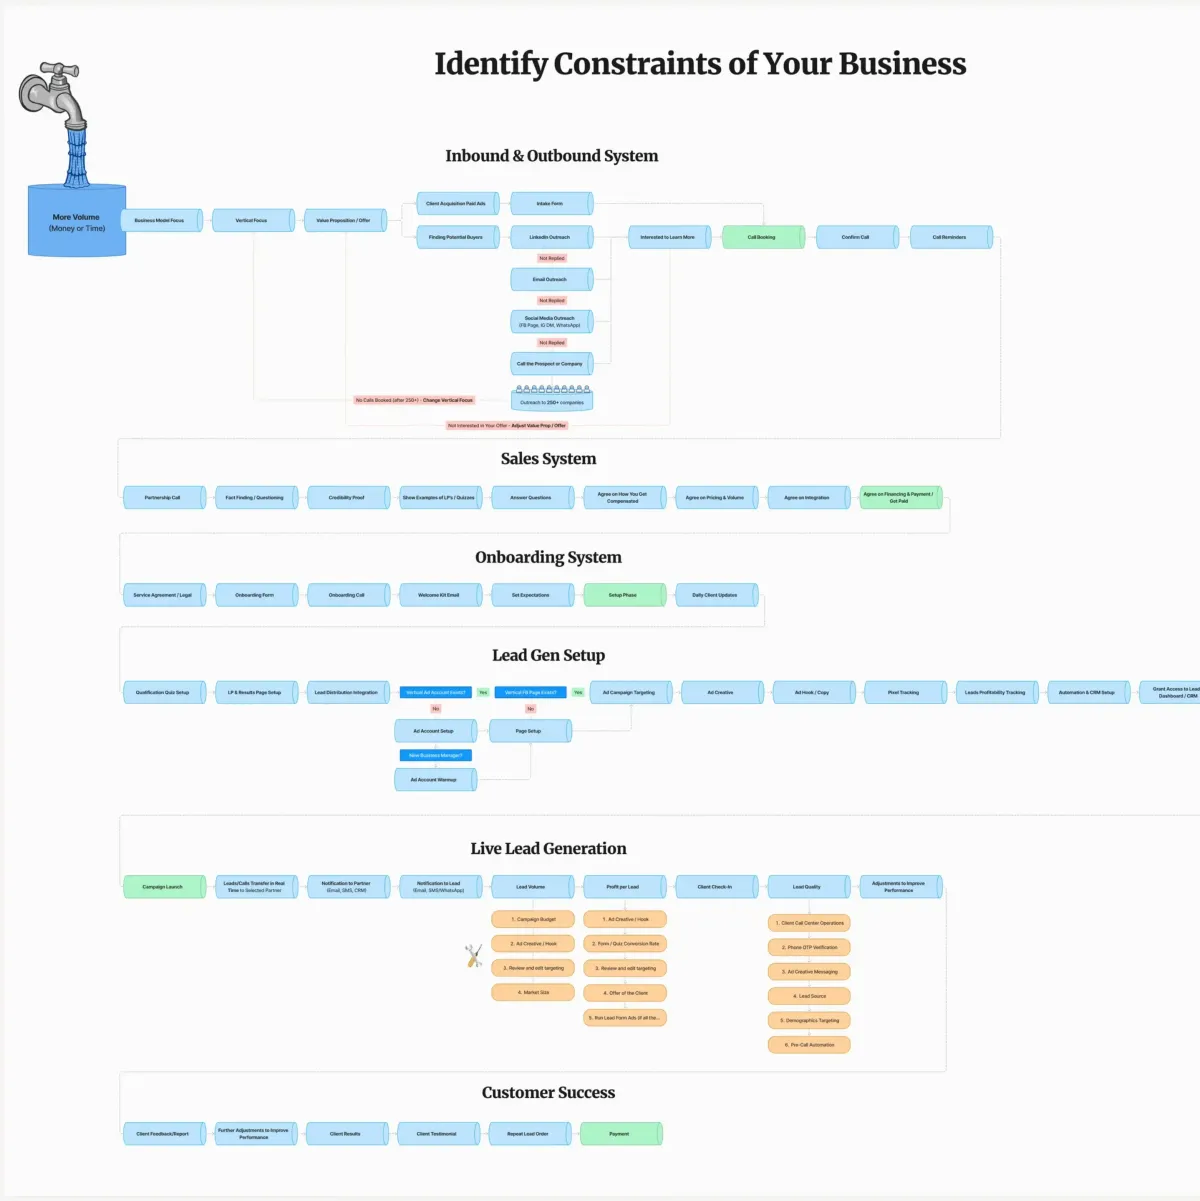 Identify Constraints of Your Business
Inbound & Outbound System
More Volume
(Money or Time)
Business Model Focus
Vertical Focus
Value Proposition / Offer
Client Acquisition Paid Ads
Intake Form
Finding Potential Buyers
LinkedIn Outreach
Interested to Learn More
Call Booking
Confirm Call
Call Reminders
Not Replied
Email Outreach
Not Replied
Social Media Outreach
(FB Page, IG DM, WhatsApp)
Not Replied
Call the Prospect or Company
Outreach to 250+ companies
No Calls Booked (after 250+) - Change Vertical Focus
Not Interested in Your Offer - Adjust Value Prop / Offer
Sales System
Partnership Call
Fact Finding / Questioning
Credibility Proof
Show Examples of LP's / Quizzes
Answer Questions
Agree on How You Get
Compensated
Agree on Pricing & Volume
Agree on Integration
Agree on Financing & Payment /
Get Paid
Onboarding System
Service Agreement / Legal
Onboarding Form
Onboarding Call
Welcome Kit Email
Set Expectations
Setup Phase
Daily Client Updates
Lead Gen Setup
Qualification Quiz Setup
LP & Results Page Setup
Lead Distribution Integration
Vertical Ad Account Exists?
Yes
Vertical FB Page Exists?
Yes
Ad Campaign Targeting
Ad Creative
Ad Hook / Copy
Pixel Tracking
Leads Profitability Tracking
Automation & CRM Setup
Grant Access to Lead
Dashboard / CRM
No
No
Ad Account Setup
Page Setup
New Business Manager?
Ad Account Warmup
Live Lead Generation
Campaign Launch
Leads/Calls Transfer in Real
Time to Selected Partner
Notification to Partner
(Email, SMS, CRM)
Notification to Lead
(Email, SMS/WhatsApp)
Lead Volume
Profit per Lead
Client Check-In
Lead Quality
Adjustments to Improve
Performance
1. Campaign Budget
2. Ad Creative / Hook
3. Review and edit targeting
4. Market Size
1. Ad Creative / Hook
2. Form / Quiz Conversion Rate
3. Review and edit targeting
4. Offer of the Client
5. Run Lead Form Ads (if all the...
1. Client Call Center Operations
2. Phone OTP Verification
3. Ad Creative Messaging
4. Lead Source
5. Demographics Targeting
6. Pre-Call Automation
Customer Success
Client Feedback/Report
Further Adjustments to Improve
Performance
Client Results
Client Testimonial
Repeat Lead Order
Payment